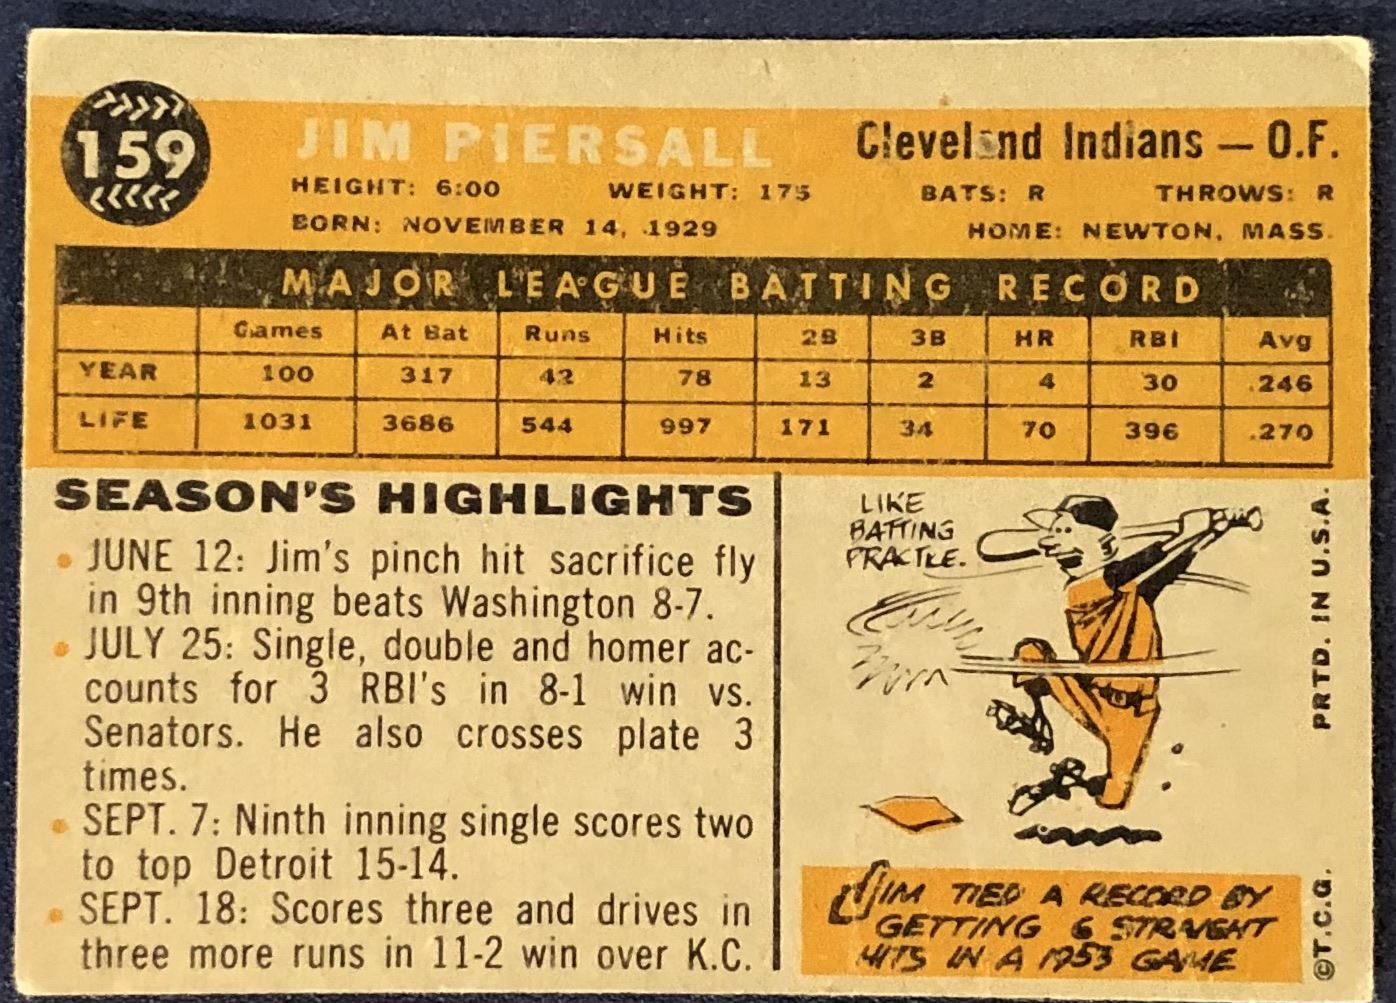 159
JIM PIERSALL
Cleveland Indians — O.F.
HEIGHT: 6:00 WEIGHT: 175 BATS: R THROWS: R
BORN: NOVEMBER 14, 1929 HOME: NEWTON, MASS.
MAJOR LEAGUE BATTING RECORD
Games At Bat Runs Hits 2B 3B HR RBI Avg
YEAR 100 317 42 78 13 2 4 30 .246
LIFE 1031 3686 544 997 171 34 70 396 .270
SEASON'S HIGHLIGHTS
• JUNE 12: Jim's pinch hit sacrifice fly
in 9th inning beats Washington 8-7.
• JULY 25: Single, double and homer ac-
counts for 3 RBI's in 8-1 win vs.
Senators. He also crosses plate 3
times.
• SEPT. 7: Ninth inning single scores two
to top Detroit 15-14.
• SEPT. 18: Scores three and drives in
three more runs in 11-2 win over K.C.
LIKE
BATTING
PRACTICE.
JIM TIED A RECORD BY
GETTING 6 STRAIGHT
HITS IN A 1953 GAME
PRTD. IN U.S.A.
©T.C.G.